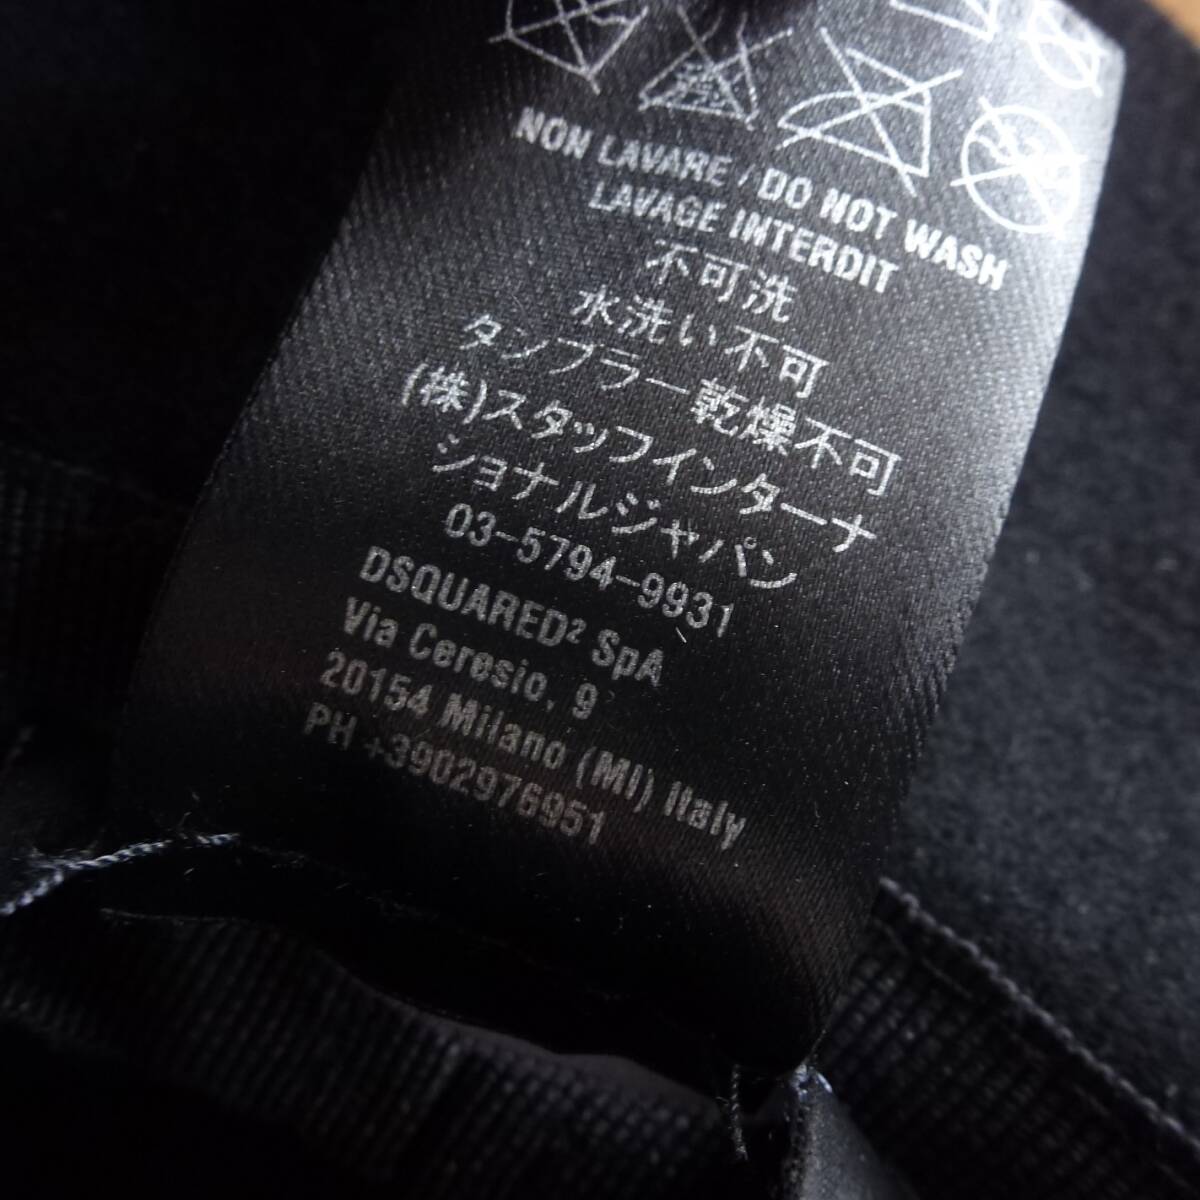 NON LAVARE / DO NOT WASH
LAVAGE INTERDIT
不可洗
水洗い不可
タンブラー乾燥不可
(株)スタッフインターナ
ショナルジャパン
03-5794-9931
DSQUARED² SpA
Via Ceresio, 9
20154 Milano (MI) Italy
PH +3902976951